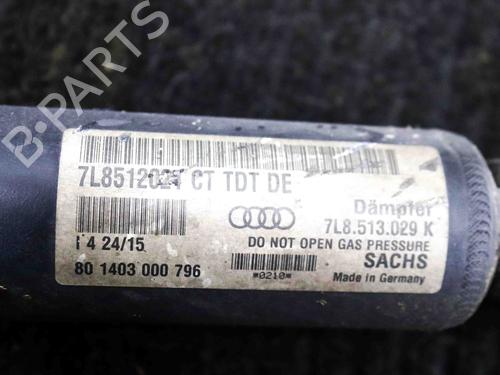 B-PARTS
7L8512021 CT TDT DE
Dämpfer
7L8.513.029 K
4 24/15
DO NOT OPEN GAS PRESSURE
80 1403 000 796
*0210*
SACHS
Made in Germany